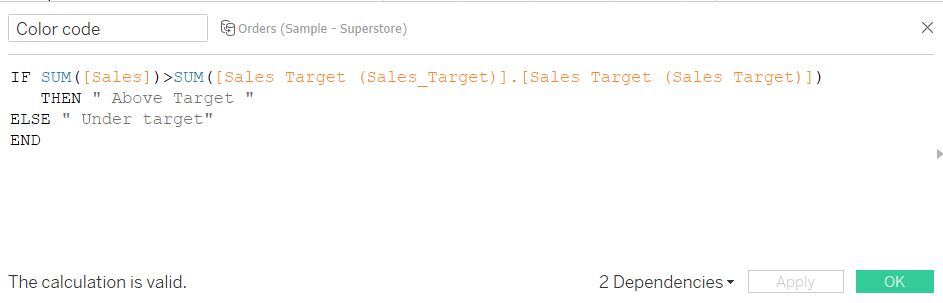 Color code Orders (Sample - Superstore)
IF SUM([Sales])>SUM([Sales Target (Sales_Target)].[Sales Target (Sales Target)])
THEN " Above Target "
ELSE " Under target"
END
The calculation is valid. 2 Dependencies Apply OK